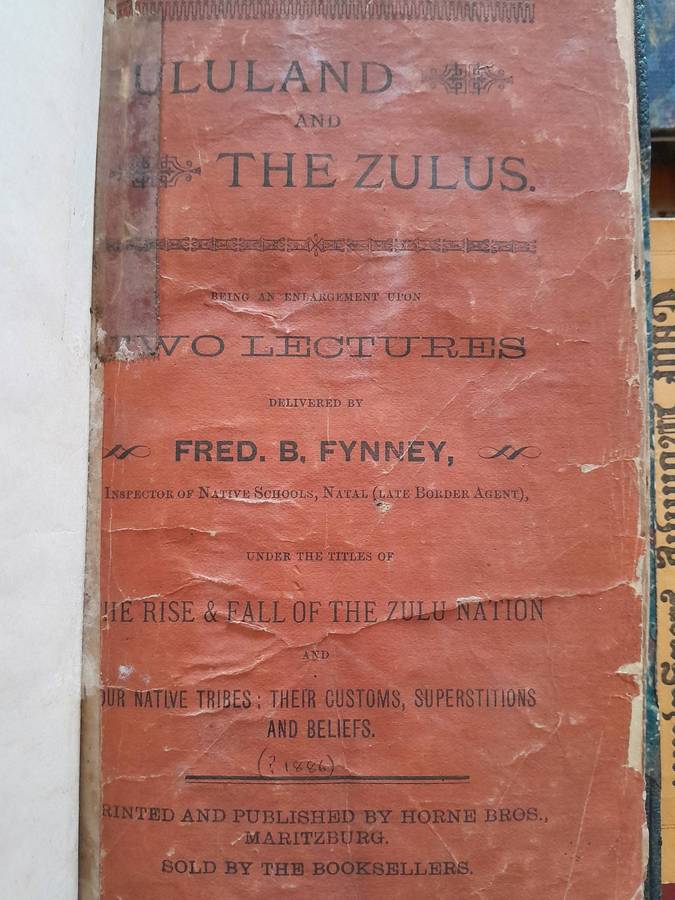 ULULAND
AND
THE ZULUS.
BEING AN ENLARGEMENT UPON
TWO LECTURES
DELIVERED BY
FRED. B. FYNNEY,
INSPECTOR OF NATIVE SCHOOLS, NATAL (LATE BORDER AGENT),
UNDER THE TITLES OF
HE RISE & FALL OF THE ZULU NATION
AND
OUR NATIVE TRIBES; THEIR CUSTOMS, SUPERSTITIONS
AND BELIEFS.
(? 1886)
RINTED AND PUBLISHED BY HORNE BROS.,
MARITZBURG.
SOLD BY THE BOOKSELLERS.